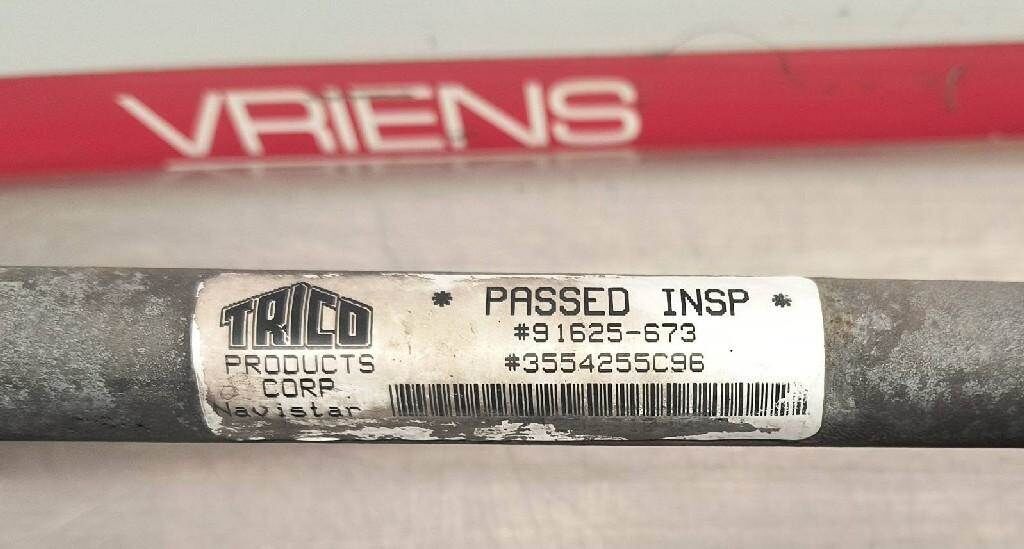 VRIENS
TRICO
PRODUCTS
CORP
Navistar
* PASSED INSP *
#91625-673
#3554255C96